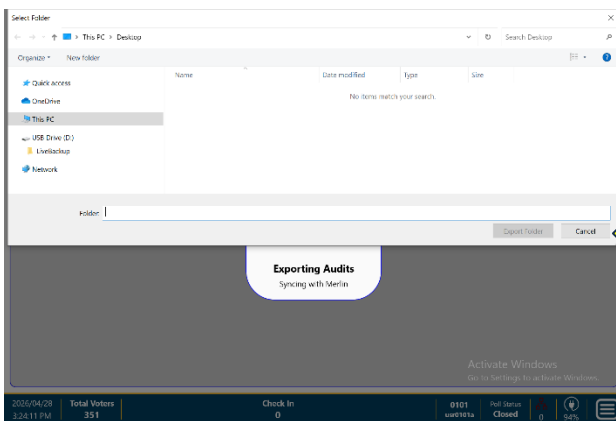 Select Folder
This PC > Desktop
Search Desktop
Organize
New folder
Name
Date modified
Type
Size
No items match your search.
Quick access
OneDrive
This PC
USB Drive (D:)
LiveBackup
Network
Folder:
Export Folder
Cancel
Exporting Audits
Syncing with Merlin
Activate Windows
Go to Settings to activate Windows.
2026/04/28
3:24:11 PM
Total Voters
351
Check In
0
0101
uw0101a
Poll Status
Closed
0
94%